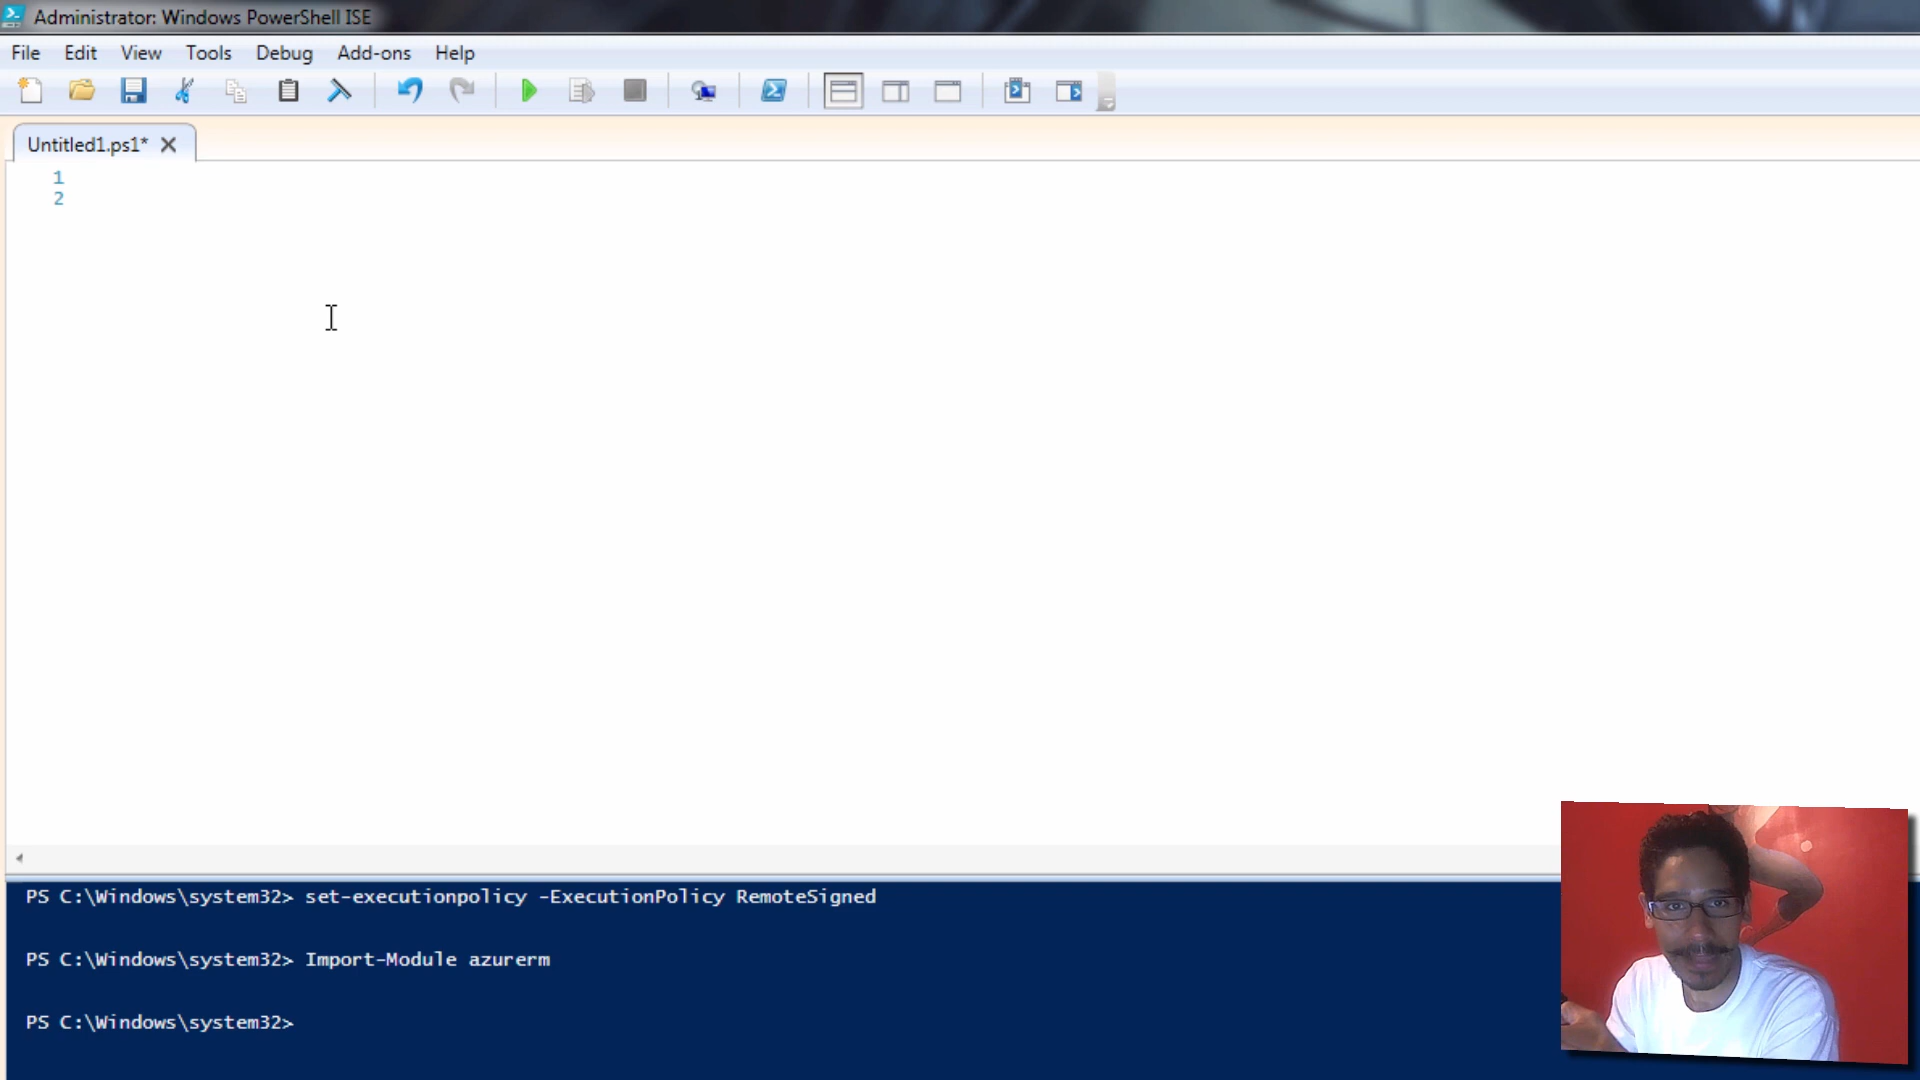 Administrator: Windows PowerShell ISE
File Edit View Tools Debug Add-ons Help
Untitled1.ps1*
1
2
PS C:\Windows\system32> set-executionpolicy -ExecutionPolicy RemoteSigned
PS C:\Windows\system32> Import-Module azurerm
PS C:\Windows\system32>